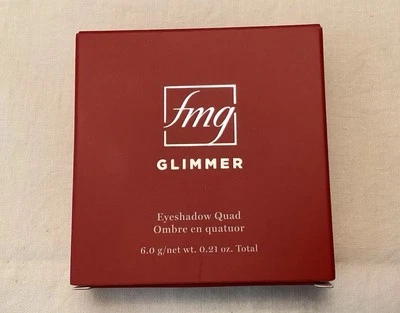 fmg
GLIMMER
Eyeshadow Quad
Ombre en quatuor
6.0 g/net wt. 0.21 oz. Total